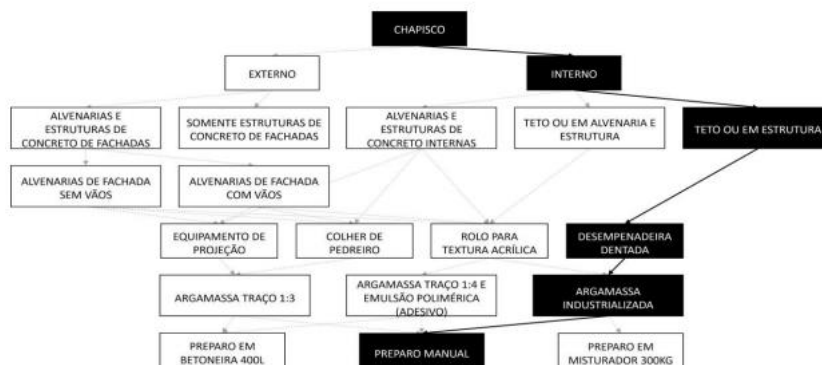 CHAPISCO
EXTERNO
INTERNO
ALVENARIAS E
ESTRUTURAS DE
CONCRETO DE FACHADAS
SOMENTE ESTRUTURAS DE
CONCRETO DE FACHADAS
ALVENARIAS E
ESTRUTURAS DE
CONCRETO INTERNAS
TETO OU EM ALVENARIA E
ESTRUTURA
TETO OU EM ESTRUTURA
ALVENARIAS DE FACHADA
SEM VÃOS
ALVENARIAS DE FACHADA
COM VÃOS
EQUIPAMENTO DE
PROJEÇÃO
COLHER DE
PEDREIRO
ROLO PARA
TEXTURA ACRÍLICA
DESEMPENADEIRA
DENTADA
ARGAMASSA TRAÇO 1:3
ARGAMASSA TRAÇO 1:4 E
EMULSÃO POLIMÉRICA
(ADESIVO)
ARGAMASSA
INDUSTRIALIZADA
PREPARO EM
BETONEIRA 400L
PREPARO MANUAL
PREPARO EM
MISTURADOR 300KG